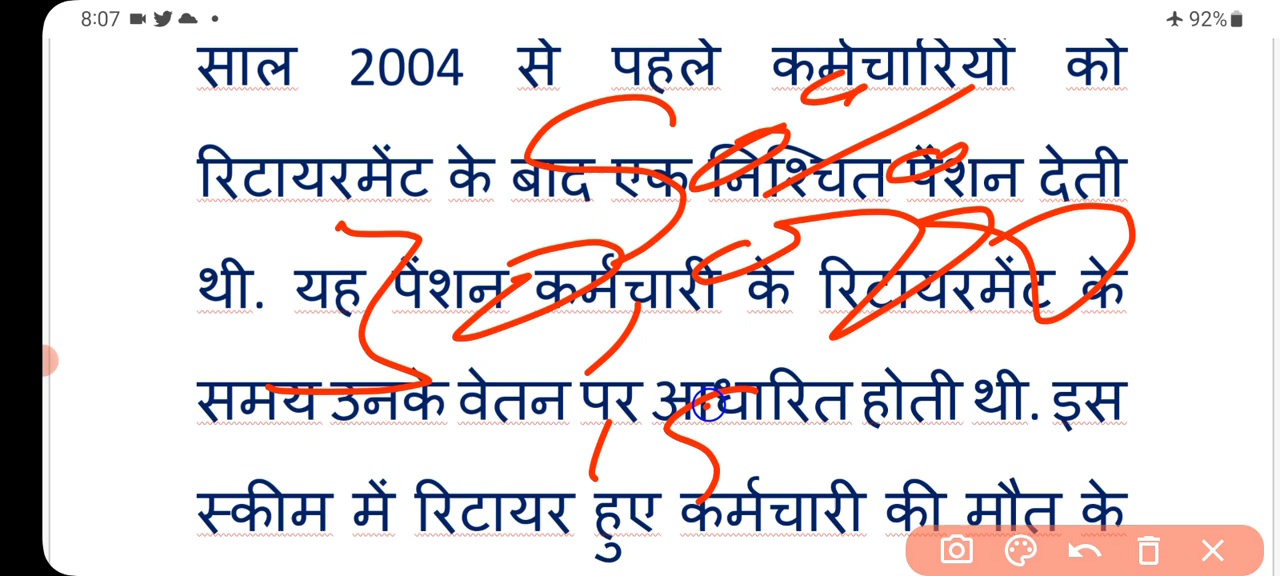 8:07
92%
साल 2004 से पहले कर्मचारियों को
रिटायरमेंट के बाद एक निश्चित पेंशन देती
थी. यह पेंशन कर्मचारी के रिटायरमेंट के
समय उनके वेतन पर आधारित होती थी. इस
स्कीम में रिटायर हुए कर्मचारी की मौत के